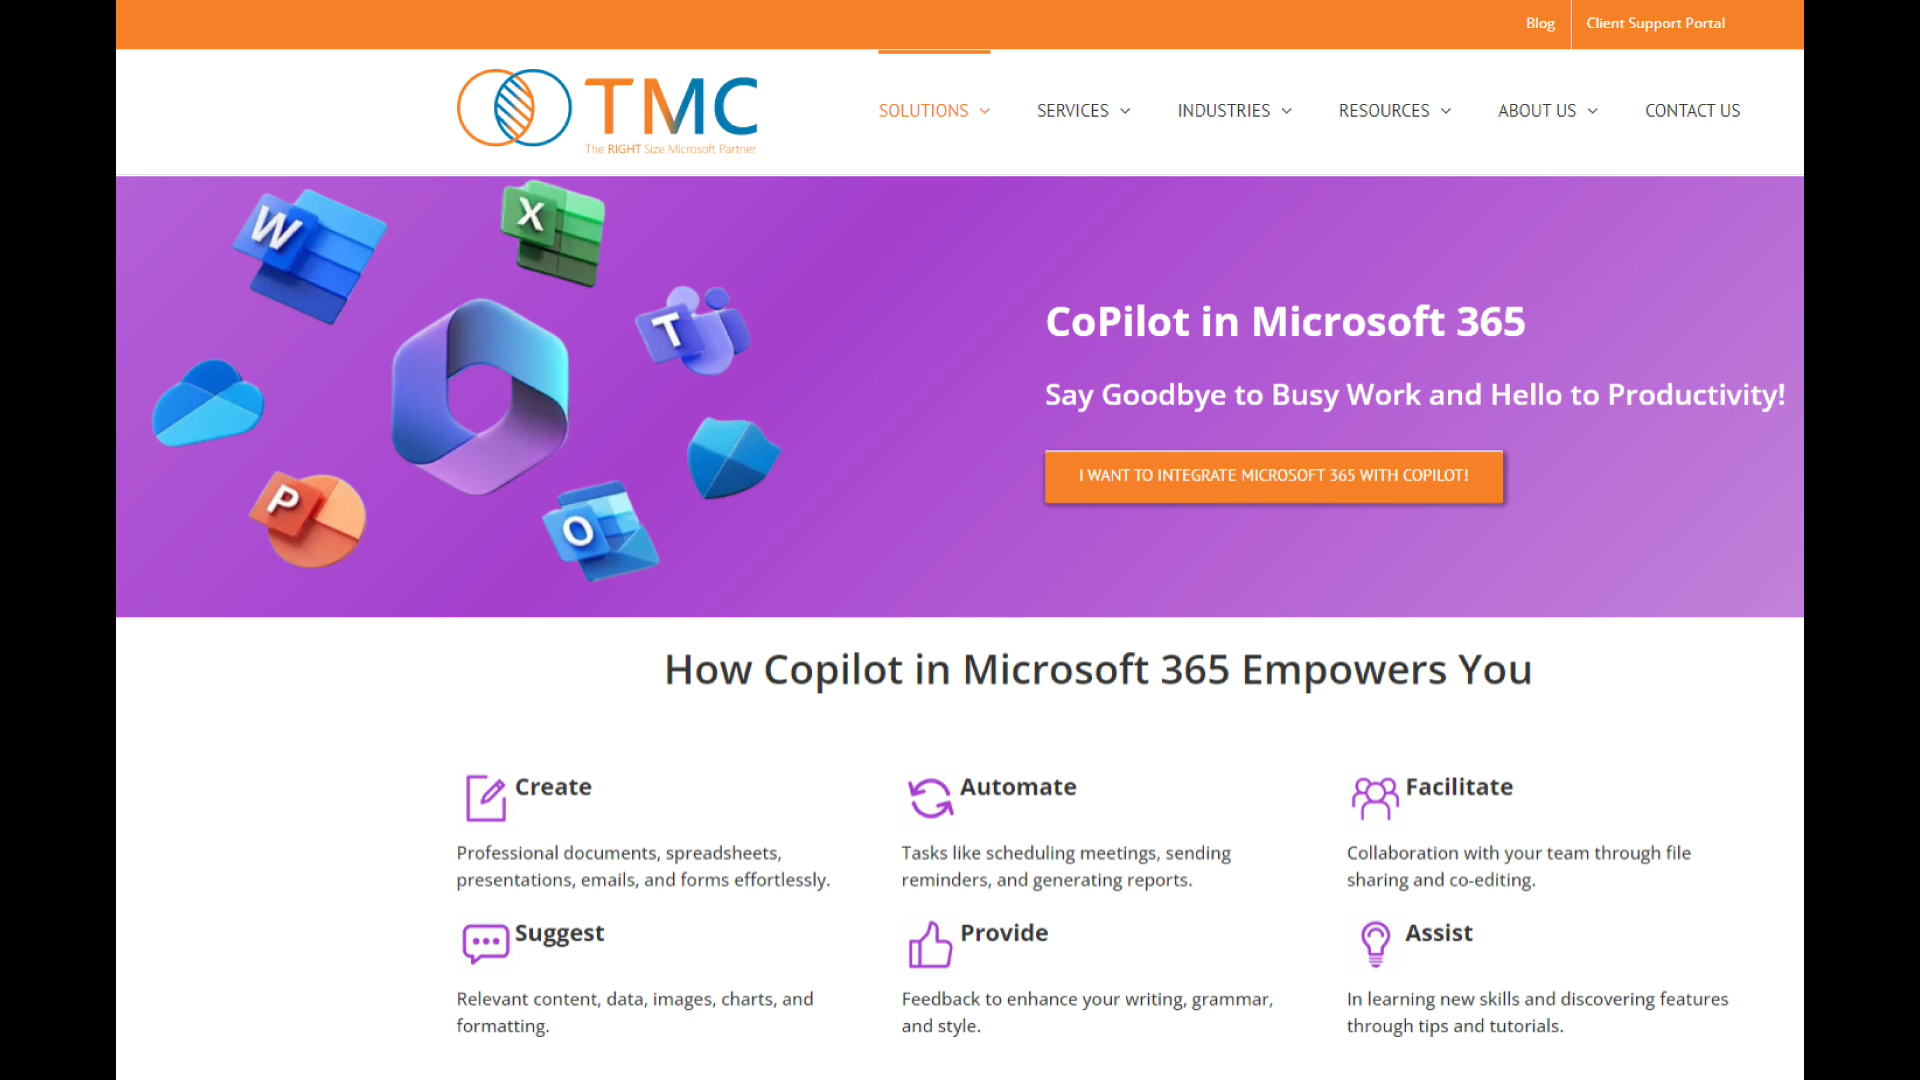 Blog
Client Support Portal
TMC
The RIGHT Size Microsoft Partner
SOLUTIONS
SERVICES
INDUSTRIES
RESOURCES
ABOUT US
CONTACT US
W
X
T
P
O
CoPilot in Microsoft 365
Say Goodbye to Busy Work and Hello to Productivity!
I WANT TO INTEGRATE MICROSOFT 365 WITH COPILOT!
How Copilot in Microsoft 365 Empowers You
Create
Professional documents, spreadsheets,
presentations, emails, and forms effortlessly.
Automate
Tasks like scheduling meetings, sending
reminders, and generating reports.
Facilitate
Collaboration with your team through file
sharing and co-editing.
Suggest
Relevant content, data, images, charts, and
formatting.
Provide
Feedback to enhance your writing, grammar,
and style.
Assist
In learning new skills and discovering features
through tips and tutorials.